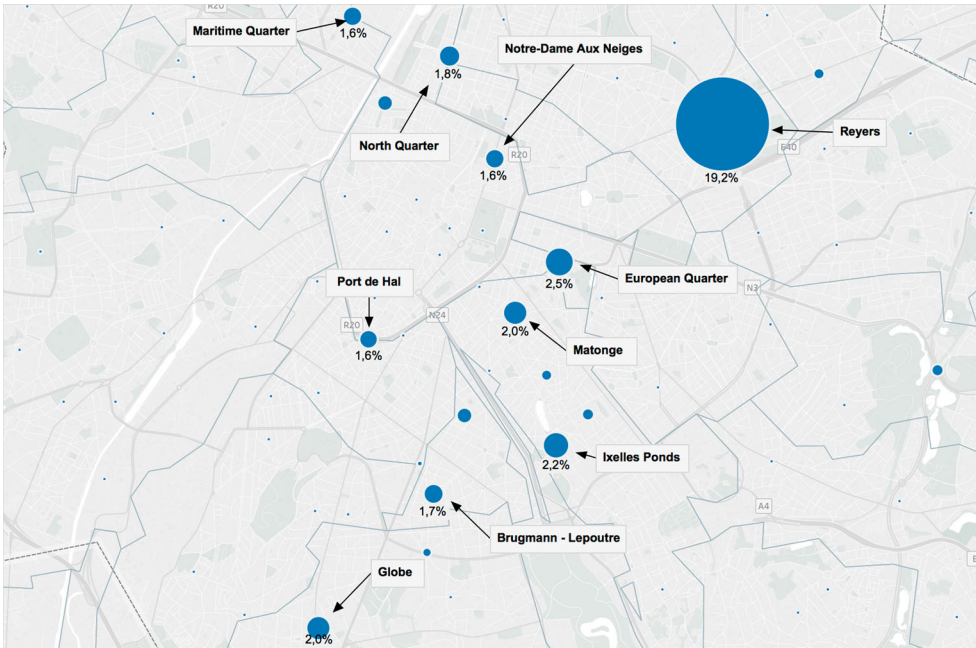 R20
Maritime Quarter
1,6%
Notre-Dame Aux Neiges
1,8%
North Quarter
Reyers
E40
R20
1,6%
19,2%
European Quarter
Port de Hal
2,5%
N3
N24
R20
2,0%
1,6%
Matonge
Ixelles Ponds
2,2%
A4
1,7%
Brugmann - Lepoutre
Globe
2,0%